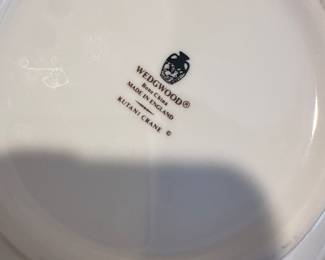 WEDGWOOD®
Bone China
MADE IN ENGLAND
KUTANI CRANE ©